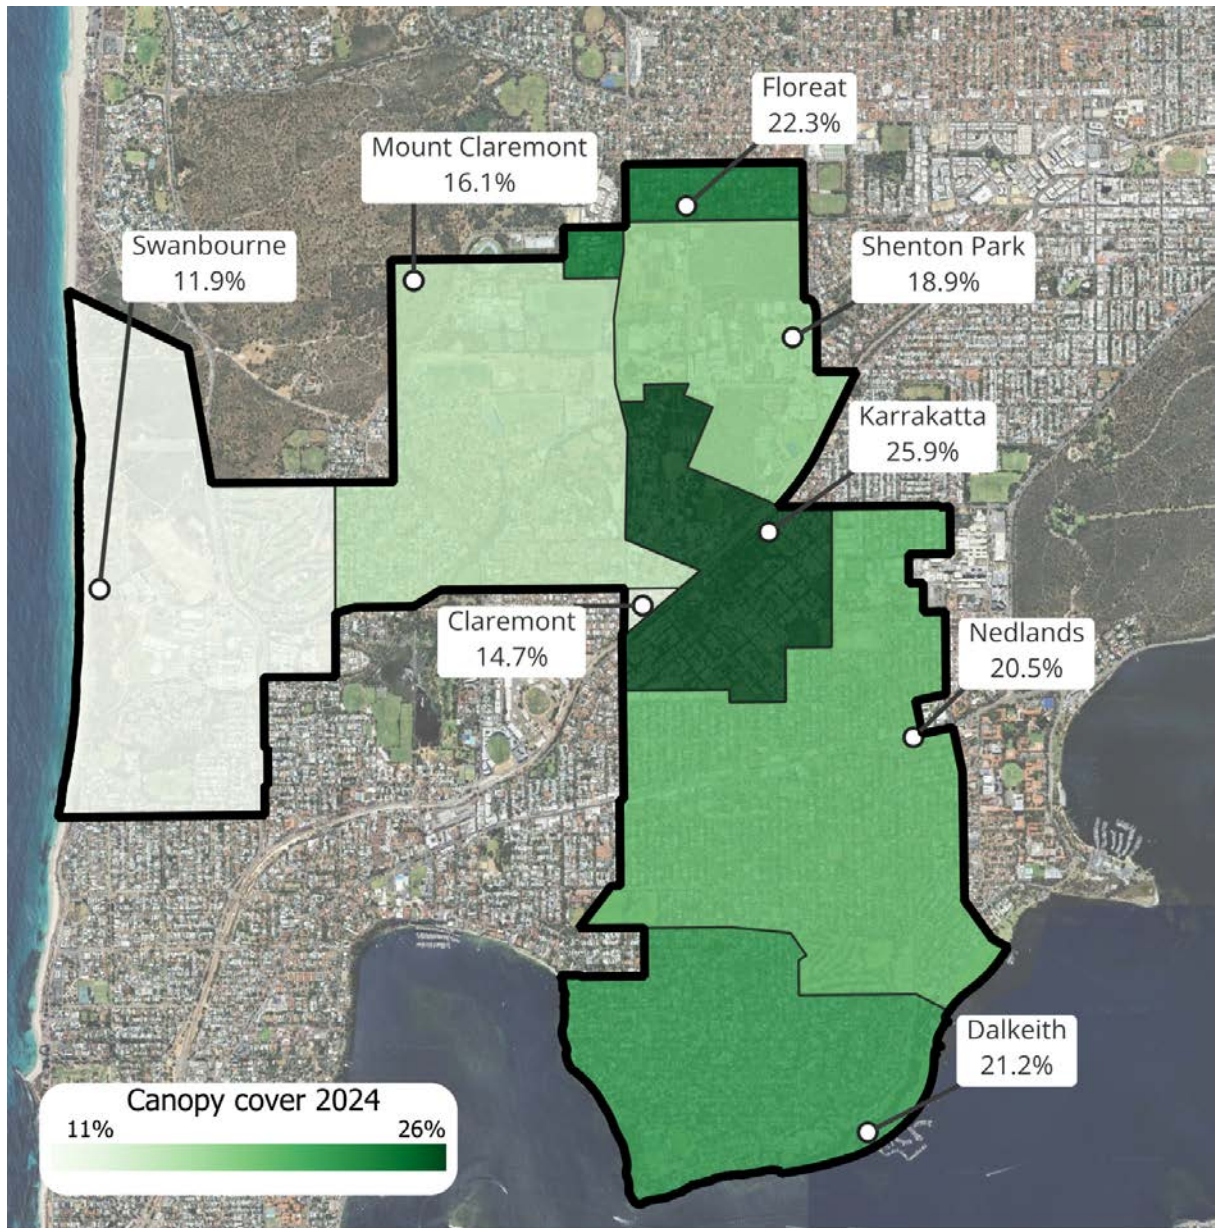 Floreat
22.3%
Mount Claremont
16.1%
Swanbourne
11.9%
Shenton Park
18.9%
Karrakatta
25.9%
Claremont
14.7%
Nedlands
20.5%
Dalkeith
21.2%
Canopy cover 2024
11%
26%